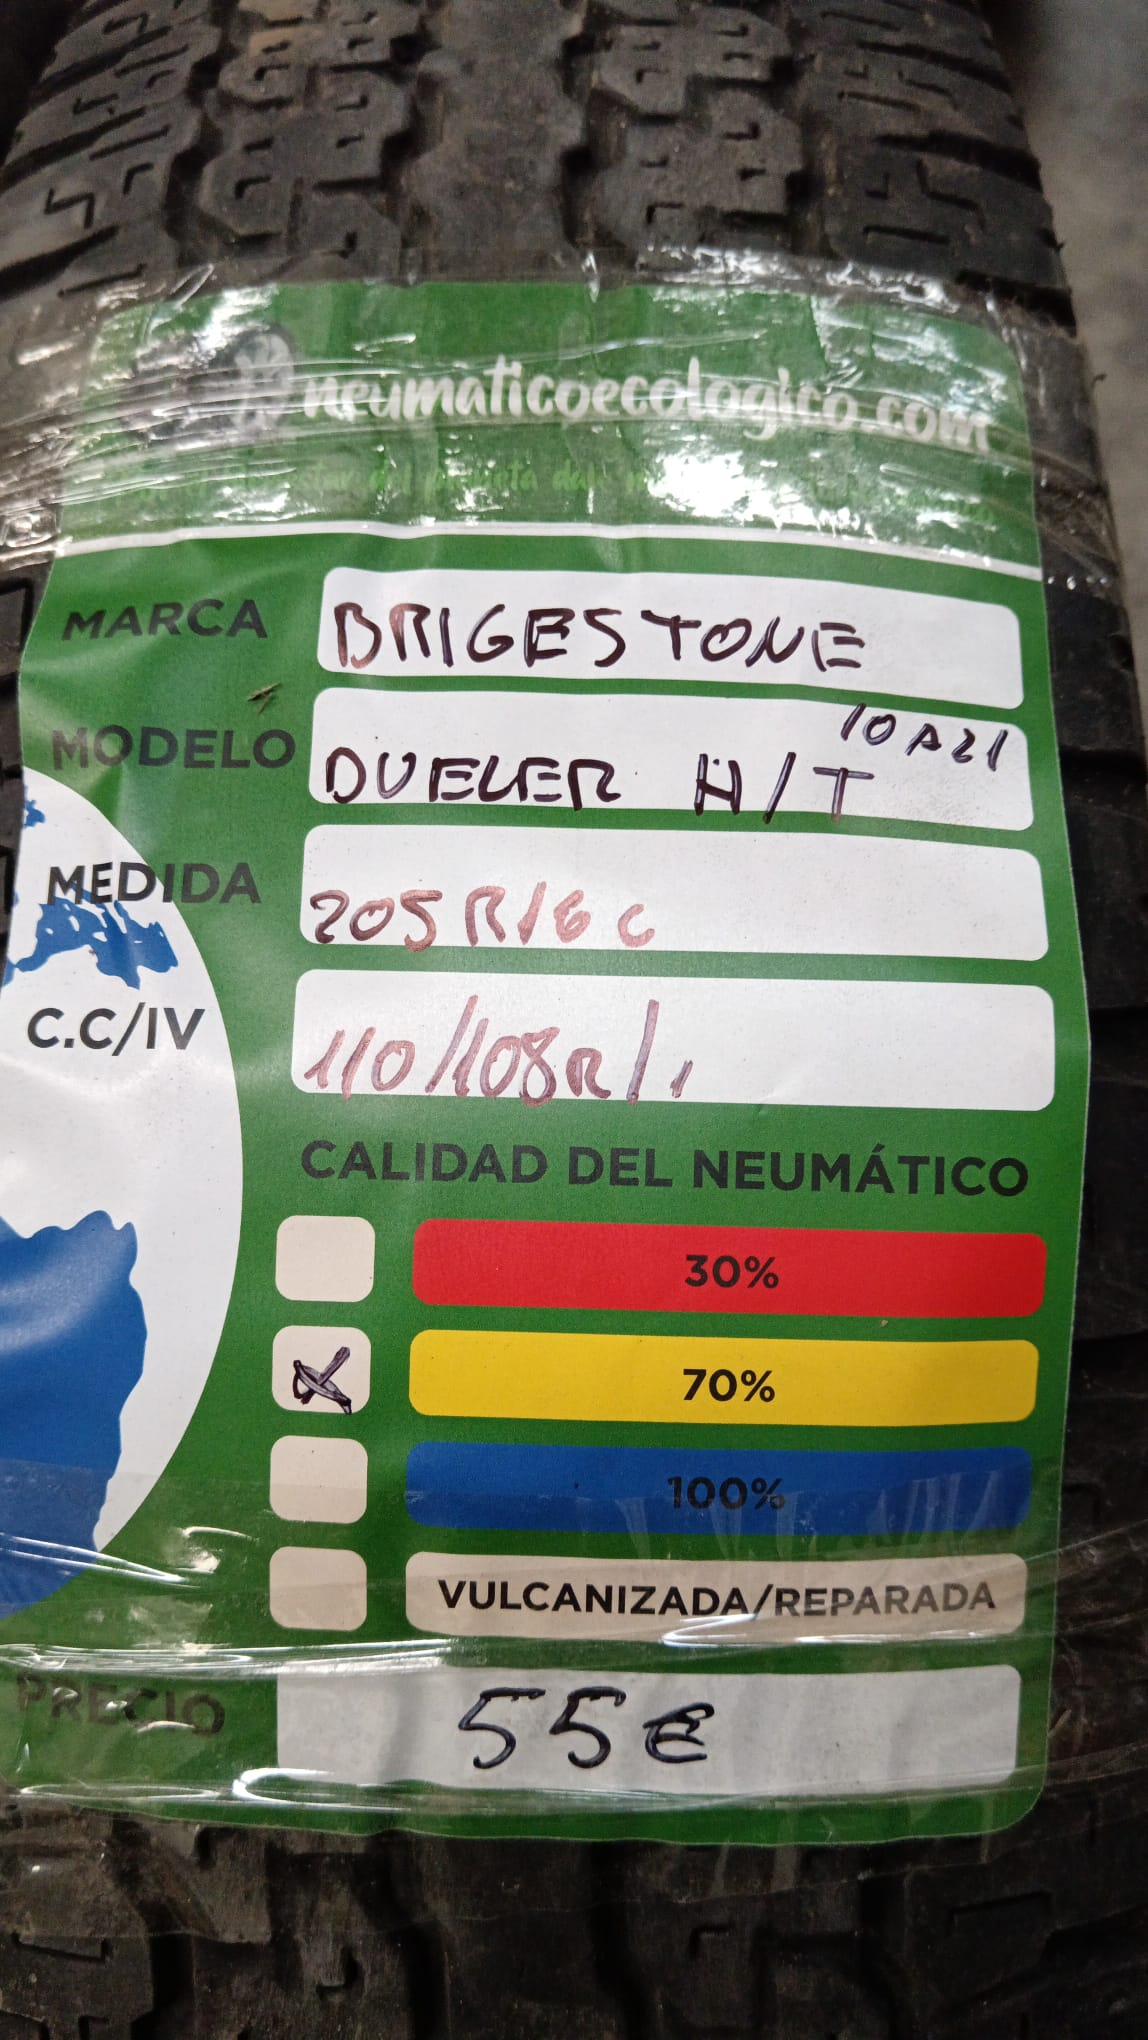 neumaticoecologico.com
MARCA BRIGESTONE
MODELO DUELER H/T 10A21
MEDIDA 205R16C
C.C/IV 110/108R/1
CALIDAD DEL NEUMÁTICO
30%
X 70%
100%
VULCANIZADA/REPARADA
PRECIO 55€